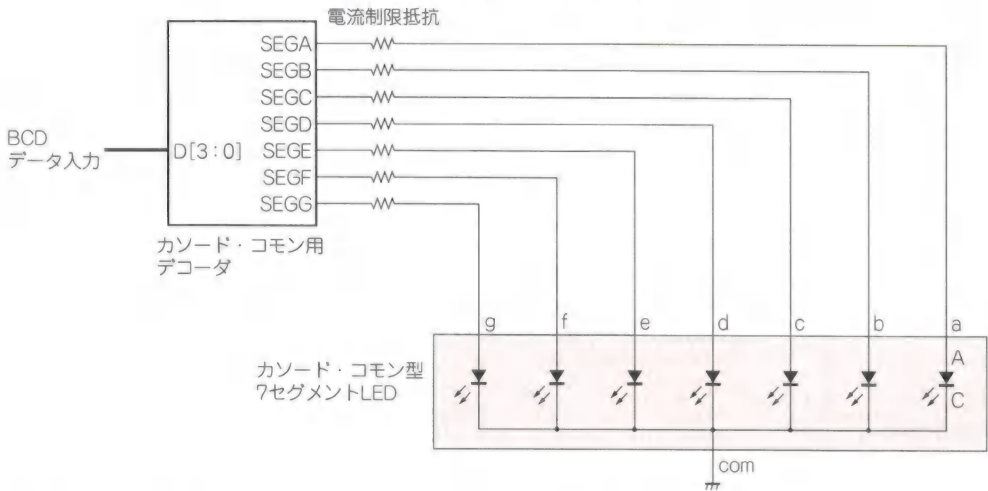 電流制限抵抗
SEGA
SEGB
SEGC
SEGD
BCD
データ入力
D[3:0]
SEGE
SEGF
SEGG
カソード・コモン用
デコーダ
g
f
e
d
c
b
a
カソード・コモン型
7セグメントLED
A
C
com